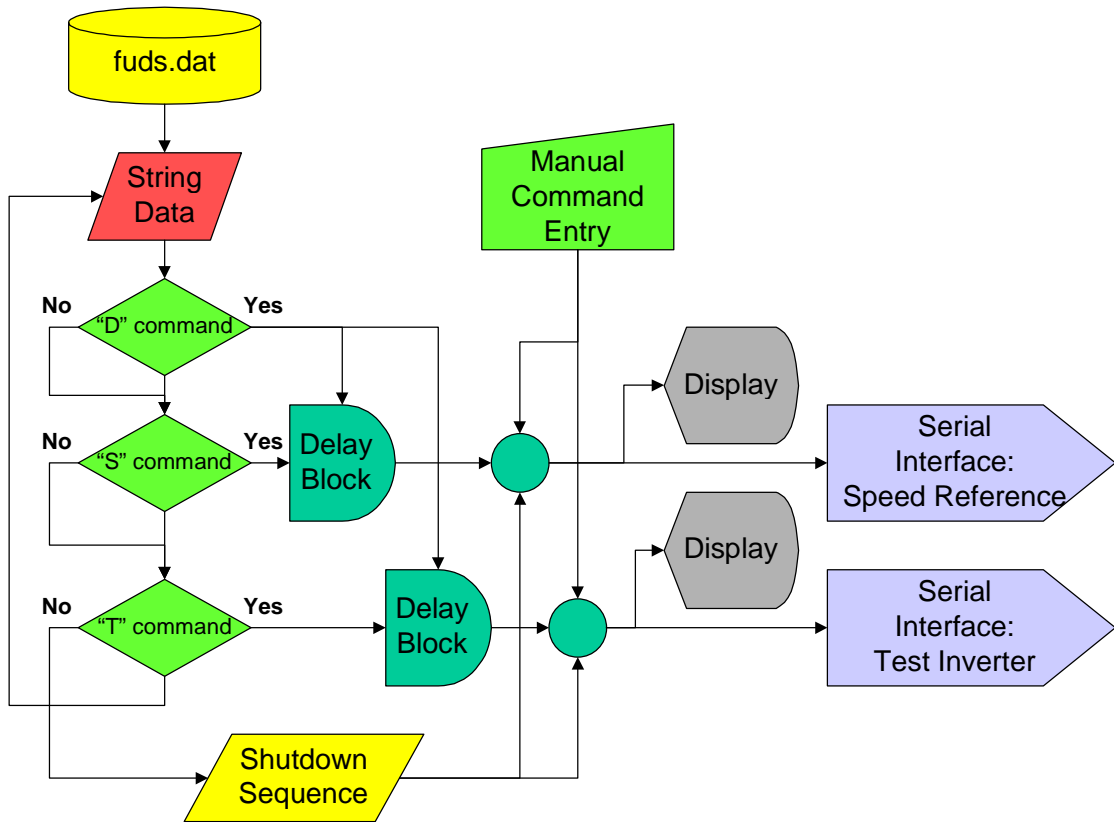 fuds.dat
String
Data
Manual
Command
Entry
No
Yes
“D” command
Display
No
Yes
“S” command
Delay
Block
Serial
Interface:
Speed Reference
Display
No
Yes
“T” command
Delay
Block
Serial
Interface:
Test Inverter
Shutdown
Sequence